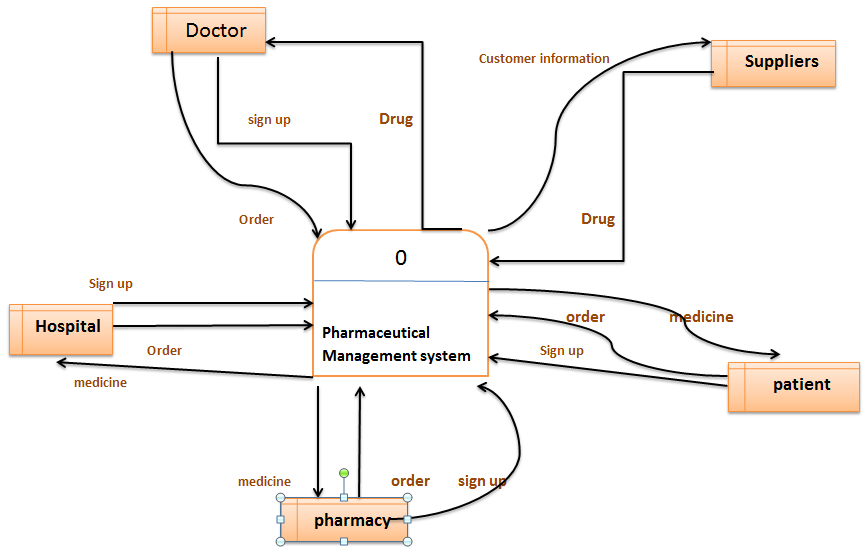 Doctor
Customer information
Suppliers
sign up
Drug
Order
Drug
0
Sign up
Hospital
Pharmaceutical
Management system
order
medicine
Order
Sign up
medicine
patient
medicine
order
sign up
pharmacy